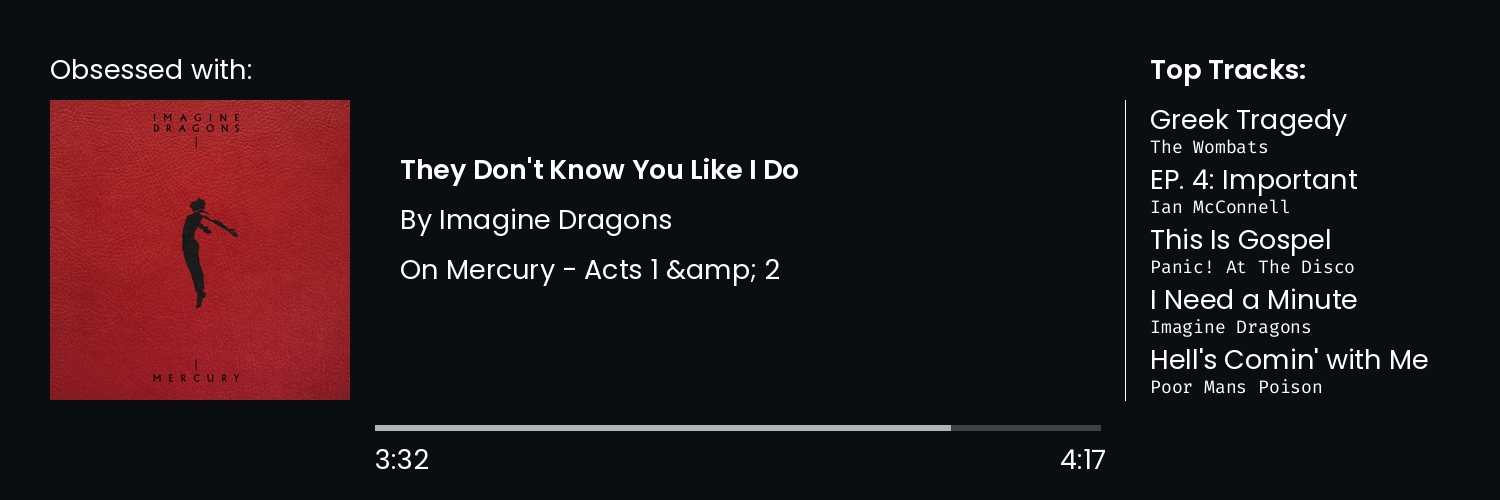 Obsessed with:
IMAGINE
DRAGONS
MERCURY
They Don't Know You Like I Do
By Imagine Dragons
On Mercury - Acts 1 &amp; 2
3:32
4:17
Top Tracks:
Greek Tragedy
The Wombats
EP. 4: Important
Ian McConnell
This Is Gospel
Panic! At The Disco
I Need a Minute
Imagine Dragons
Hell's Comin' with Me
Poor Mans Poison